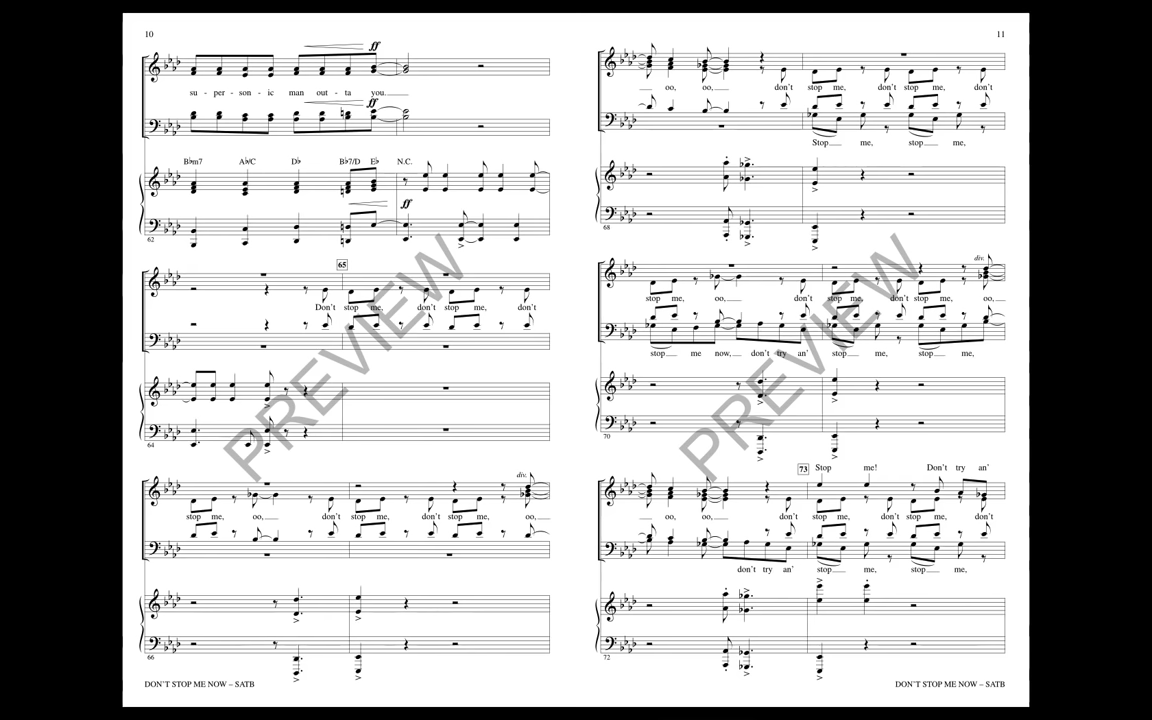 10
ff
su - per - son - ic man out - ta you.
ff
B♭m7 A♭/C D♭ B♭7/D E♭ N.C.
ff
62
65
Don't stop me, don't stop me, don't
64
div.
stop me, oo, don't stop me, don't stop me, oo,
66
DON'T STOP ME NOW – SATB
11
oo, oo, don't stop me, don't stop me, don't
Stop me, stop me,
68
div.
stop me, oo, don't stop me, don't stop me, oo,
stop me now, don't try an' stop me, stop me,
70
73 Stop me! Don't try an'
oo, oo, don't stop me, don't stop me, don't
don't try an' stop me, stop me,
72
DON'T STOP ME NOW – SATB
PREVIEW
PREVIEW